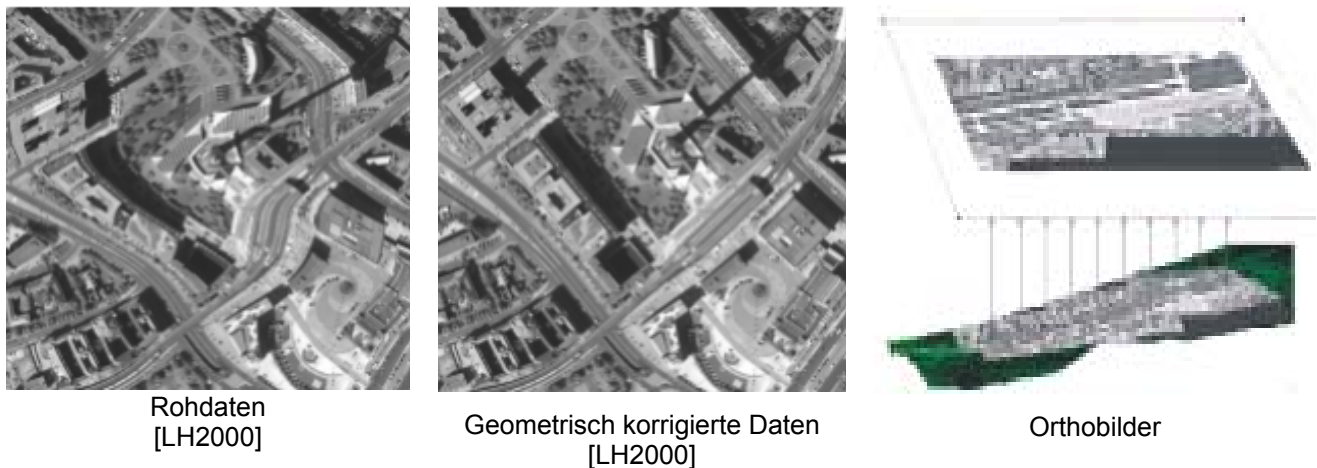 Rohdaten
[LH2000]
Geometrisch korrigierte Daten
[LH2000]
Orthobilder